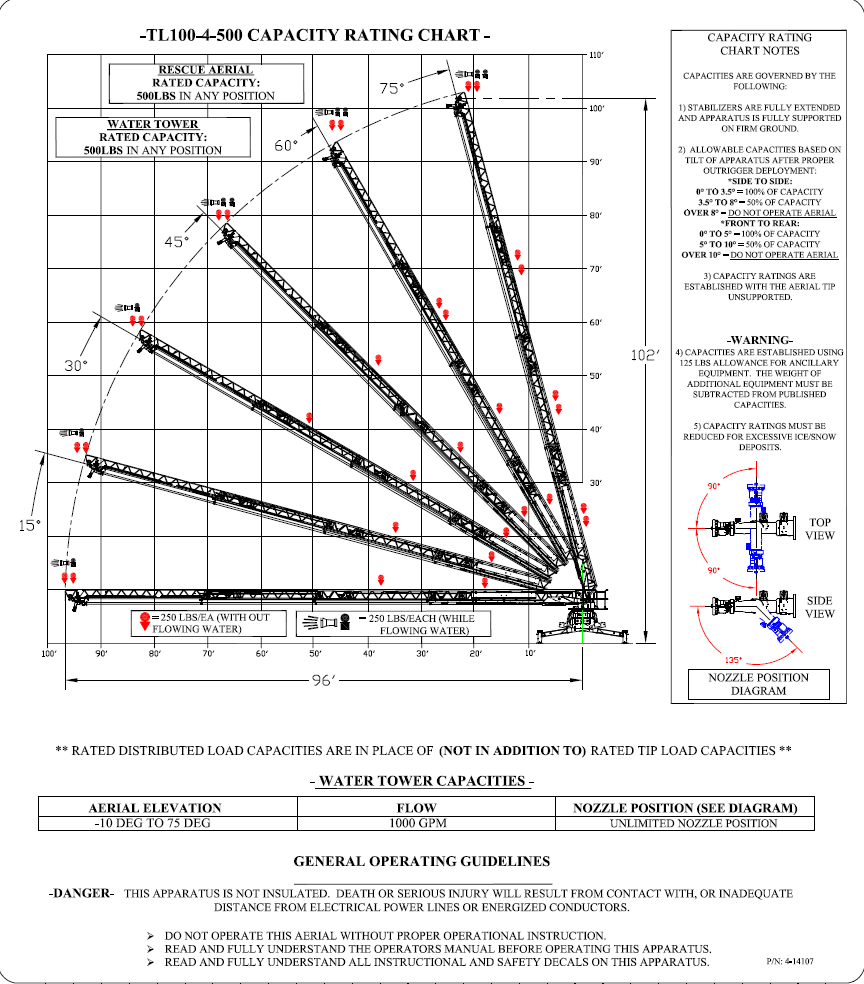 -TL100-4-500 CAPACITY RATING CHART -
RESCUE AERIAL
RATED CAPACITY:
500LBS IN ANY POSITION
WATER TOWER
RATED CAPACITY:
500LBS IN ANY POSITION
75°
60°
45°
30°
15°
110'
100'
90'
80'
70'
60'
50'
40'
30'
102'
= 250 LBS/EA (WITH OUT
FLOWING WATER)
= 250 LBS/EACH (WHILE
FLOWING WATER)
100' 90' 80' 70' 60' 50' 40' 30' 20' 10'
96'
CAPACITY RATING
CHART NOTES
CAPACITIES ARE GOVERNED BY THE
FOLLOWING:
1) STABILIZERS ARE FULLY EXTENDED
AND APPARATUS IS FULLY SUPPORTED
ON FIRM GROUND.
2) ALLOWABLE CAPACITIES BASED ON
TILT OF APPARATUS AFTER PROPER
OUTRIGGER DEPLOYMENT:
*SIDE TO SIDE:
0° TO 3.5° = 100% OF CAPACITY
3.5° TO 8° = 50% OF CAPACITY
OVER 8° = DO NOT OPERATE AERIAL
*FRONT TO REAR:
0° TO 5° = 100% OF CAPACITY
5° TO 10° = 50% OF CAPACITY
OVER 10° = DO NOT OPERATE AERIAL
3) CAPACITY RATINGS ARE
ESTABLISHED WITH THE AERIAL TIP
UNSUPPORTED.
-WARNING-
4) CAPACITIES ARE ESTABLISHED USING
125 LBS ALLOWANCE FOR ANCILLARY
EQUIPMENT. THE WEIGHT OF
ADDITIONAL EQUIPMENT MUST BE
SUBTRACTED FROM PUBLISHED
CAPACITIES.
5) CAPACITY RATINGS MUST BE
REDUCED FOR EXCESSIVE ICE/SNOW
DEPOSITS.
90°
TOP
VIEW
90°
SIDE
VIEW
135°
NOZZLE POSITION
DIAGRAM
** RATED DISTRIBUTED LOAD CAPACITIES ARE IN PLACE OF (NOT IN ADDITION TO) RATED TIP LOAD CAPACITIES **
- WATER TOWER CAPACITIES -
AERIAL ELEVATION FLOW NOZZLE POSITION (SEE DIAGRAM)
-10 DEG TO 75 DEG 1000 GPM UNLIMITED NOZZLE POSITION
GENERAL OPERATING GUIDELINES
-DANGER- THIS APPARATUS IS NOT INSULATED. DEATH OR SERIOUS INJURY WILL RESULT FROM CONTACT WITH, OR INADEQUATE
DISTANCE FROM ELECTRICAL POWER LINES OR ENERGIZED CONDUCTORS.
➢ DO NOT OPERATE THIS AERIAL WITHOUT PROPER OPERATIONAL INSTRUCTION.
➢ READ AND FULLY UNDERSTAND THE OPERATORS MANUAL BEFORE OPERATING THIS APPARATUS.
➢ READ AND FULLY UNDERSTAND ALL INSTRUCTIONAL AND SAFETY DECALS ON THIS APPARATUS.
P/N: 4-14107